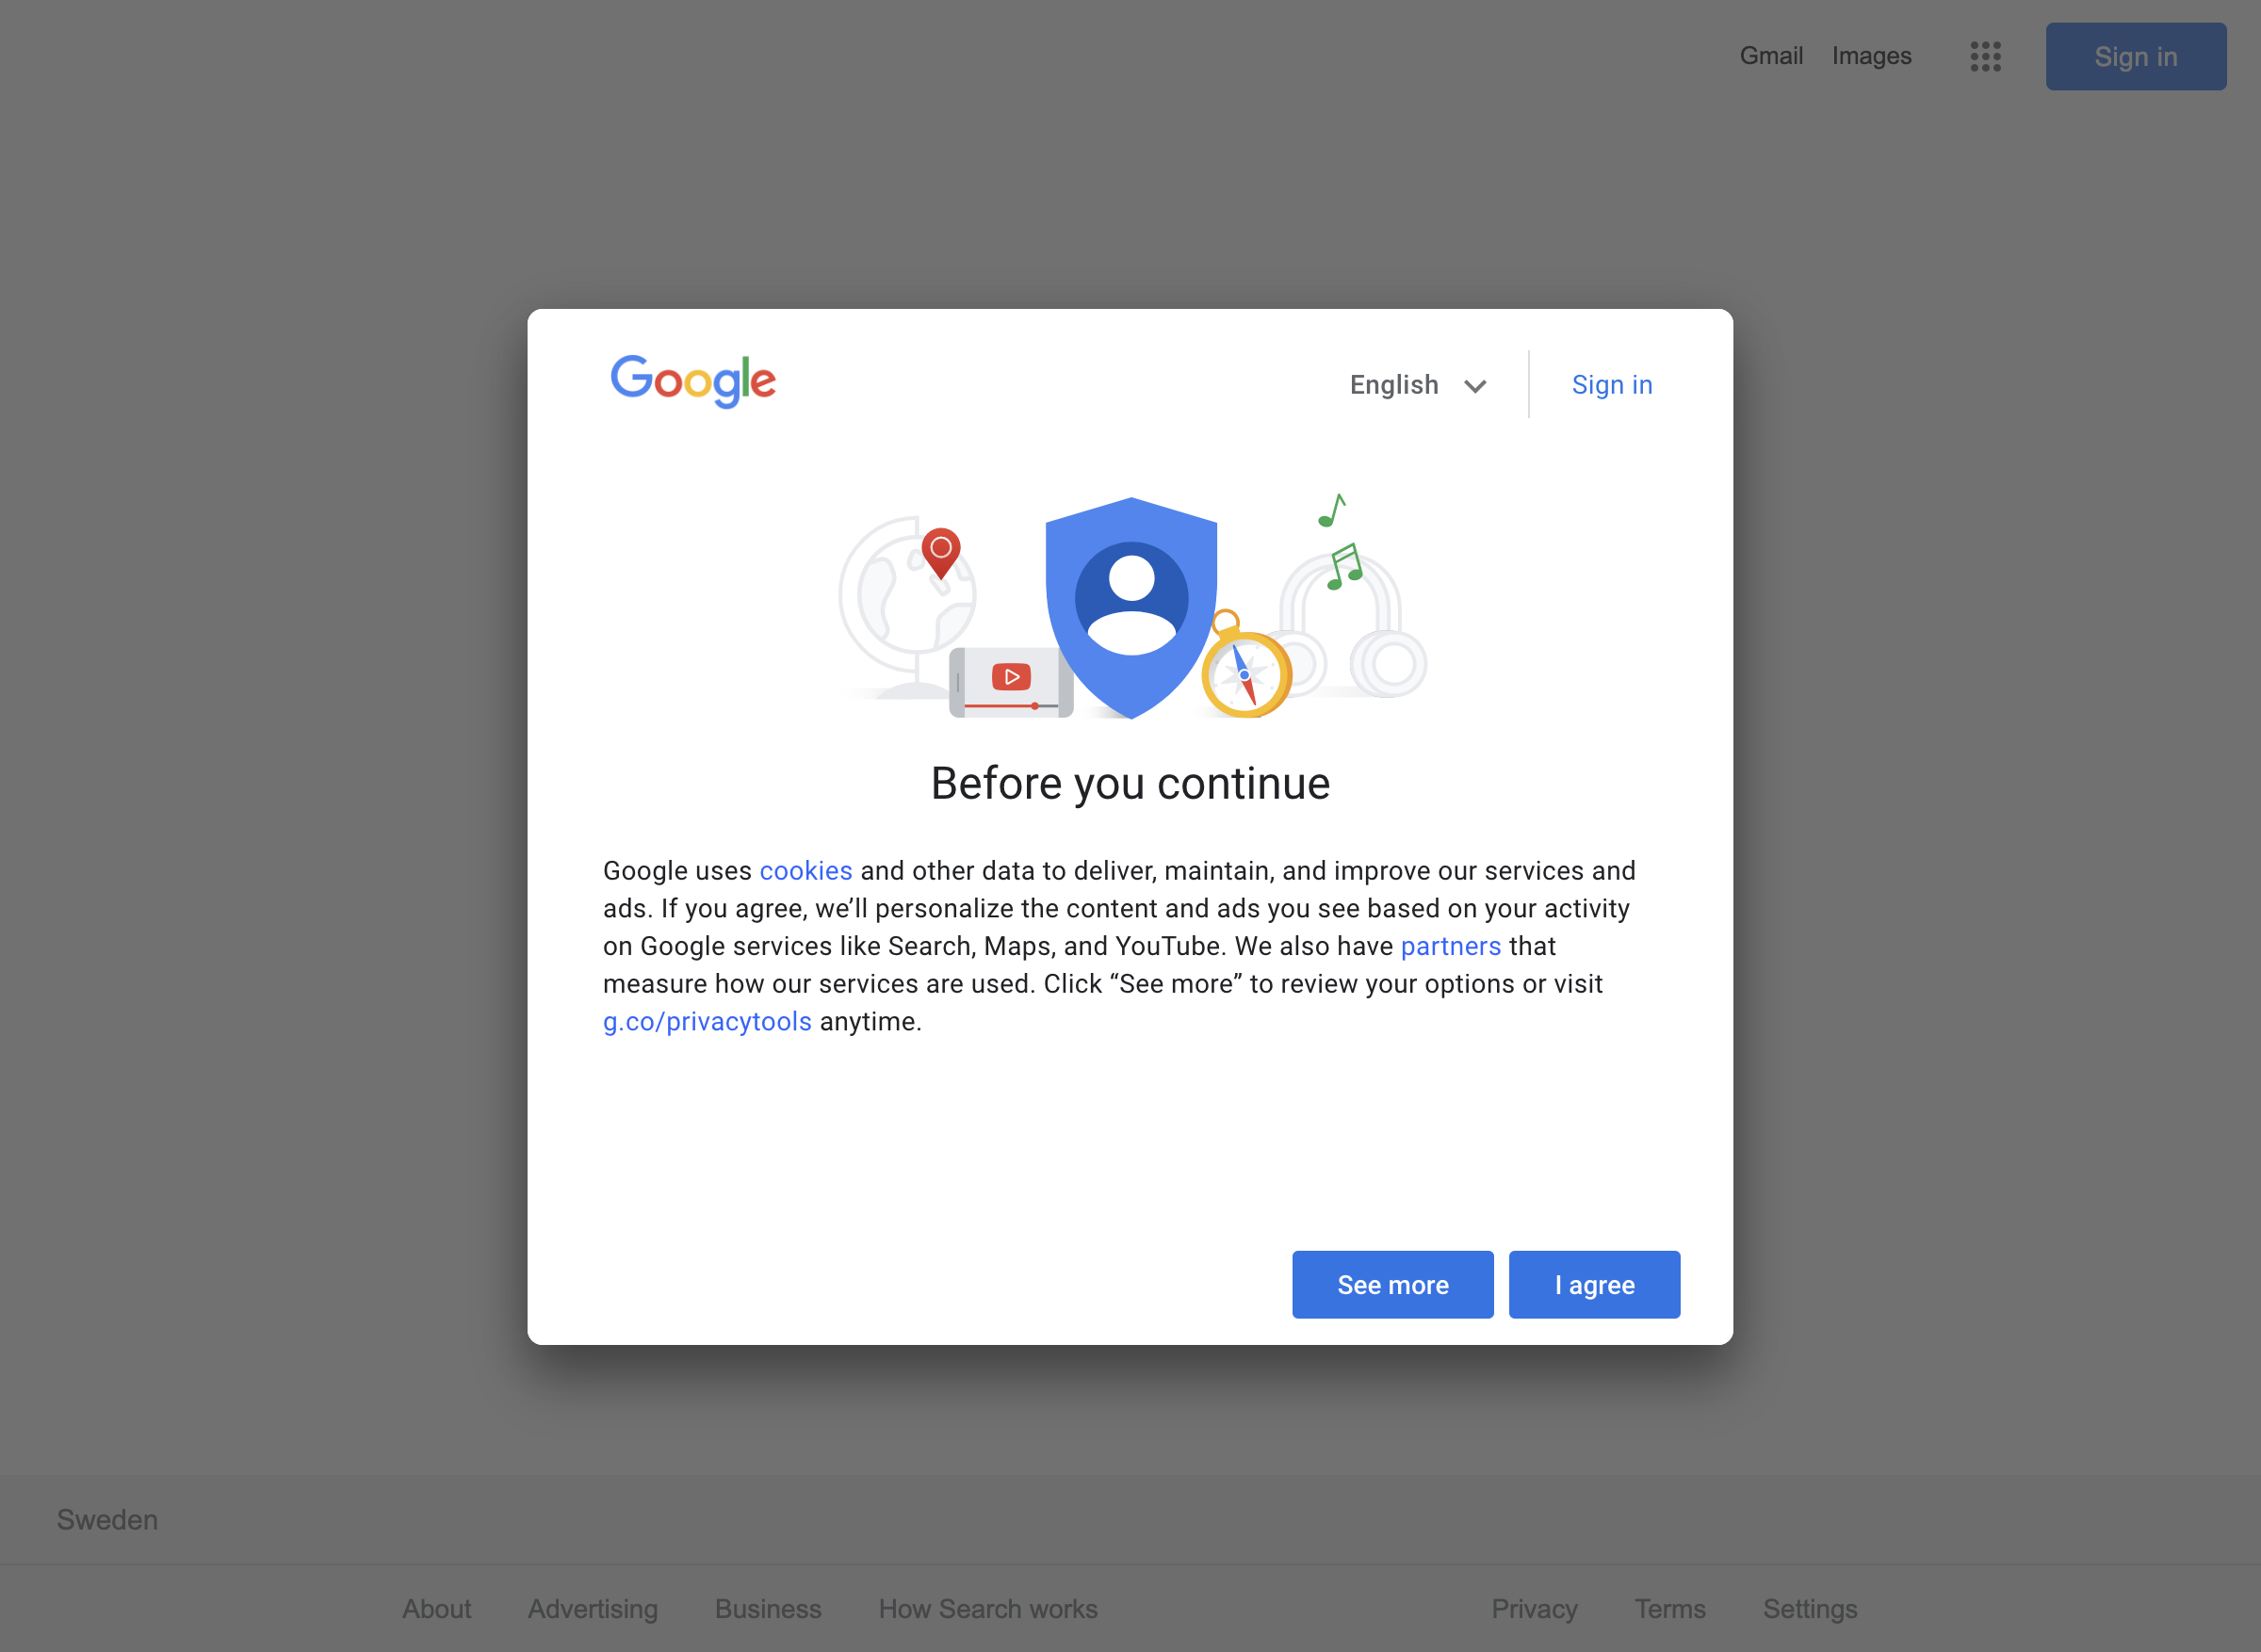 Gmail Images Sign in
Google English Sign in
Before you continue
Google uses cookies and other data to deliver, maintain, and improve our services and
ads. If you agree, we’ll personalize the content and ads you see based on your activity
on Google services like Search, Maps, and YouTube. We also have partners that
measure how our services are used. Click “See more” to review your options or visit
g.co/privacytools anytime.
See more I agree
Sweden
About Advertising Business How Search works Privacy Terms Settings